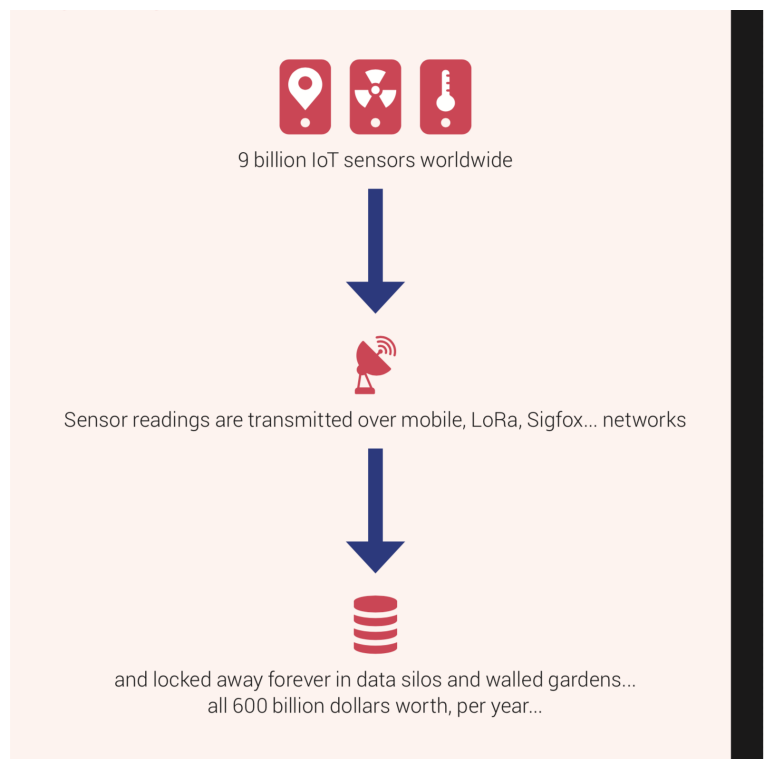 9 billion IoT sensors worldwide
Sensor readings are transmitted over mobile, LoRa, Sigfox... networks
and locked away forever in data silos and walled gardens...
all 600 billion dollars worth, per year...